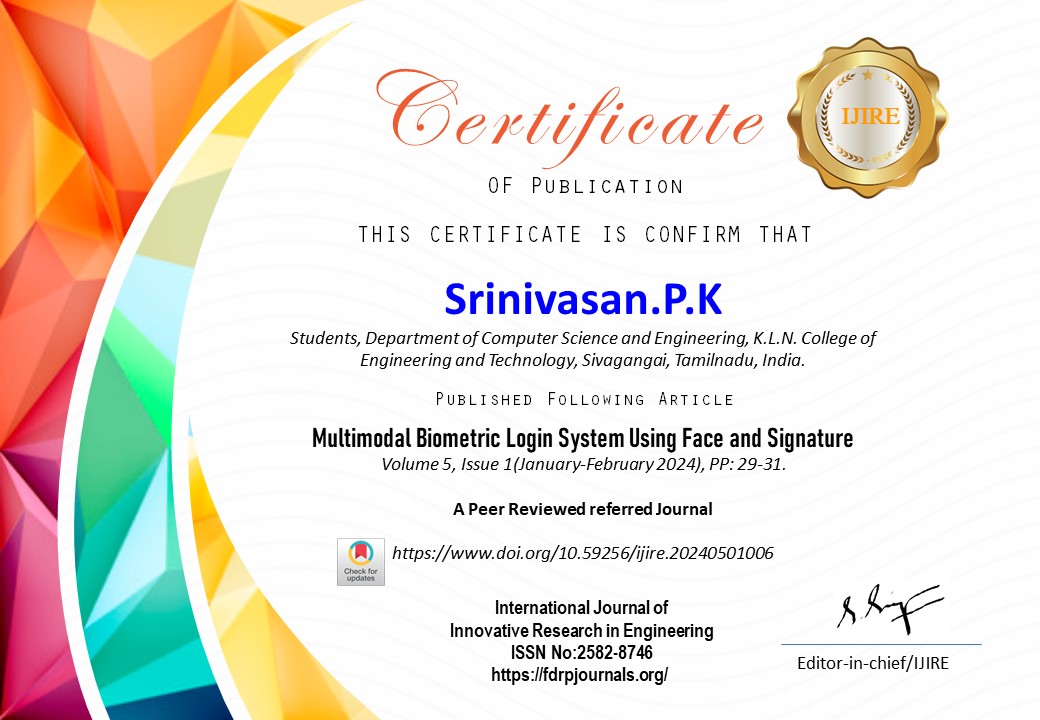 Certificate
IJIRE
OF PUBLICATION
THIS CERTIFICATE IS CONFIRM THAT
Srinivasan.P.K
Students, Department of Computer Science and Engineering, K.L.N. College of
Engineering and Technology, Sivagangai, Tamilnadu, India.
PUBLISHED FOLLOWING ARTICLE
Multimodal Biometric Login System Using Face and Signature
Volume 5, Issue 1(January-February 2024), PP: 29-31.
A Peer Reviewed referred Journal
Check for
updates
https://www.doi.org/10.59256/ijire.20240501006
International Journal of
Innovative Research in Engineering
ISSN No:2582-8746
https://fdrpjournals.org/
Editor-in-chief/IJIRE